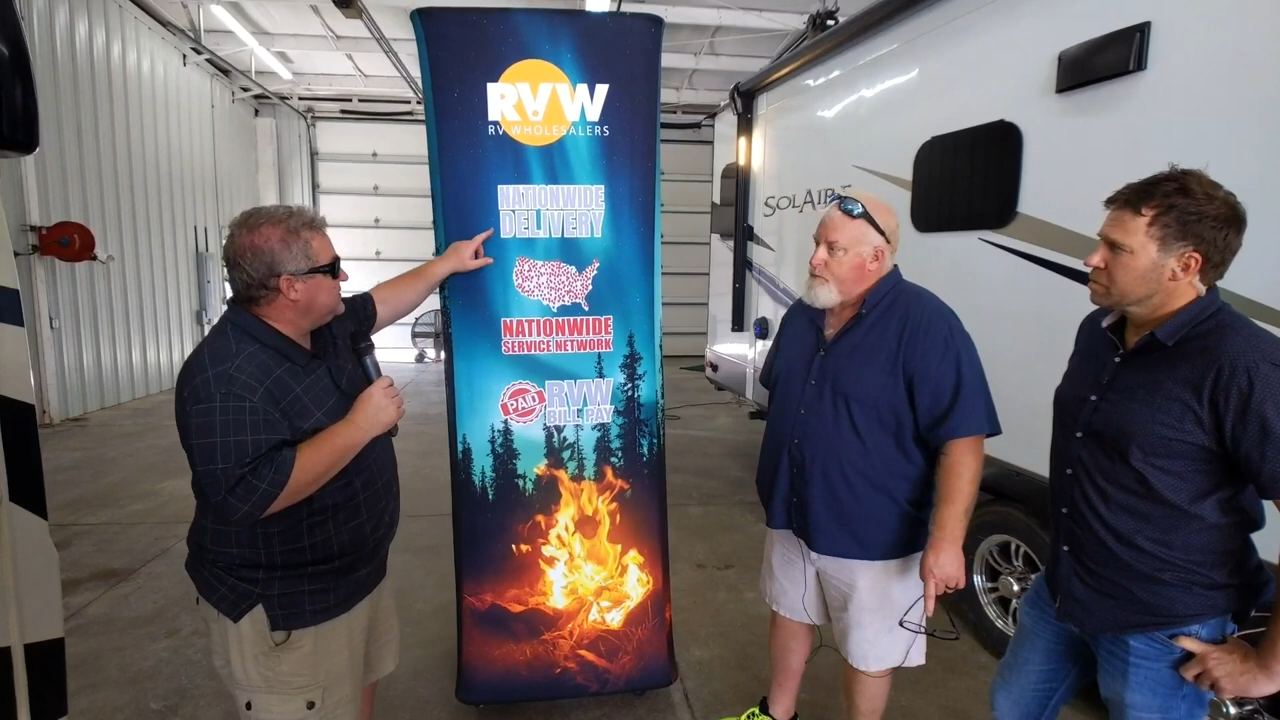 RVW
RV WHOLESALERS
NATIONWIDE
DELIVERY
NATIONWIDE
SERVICE NETWORK
PAID
RVW
BILL PAY
SOLAIRE